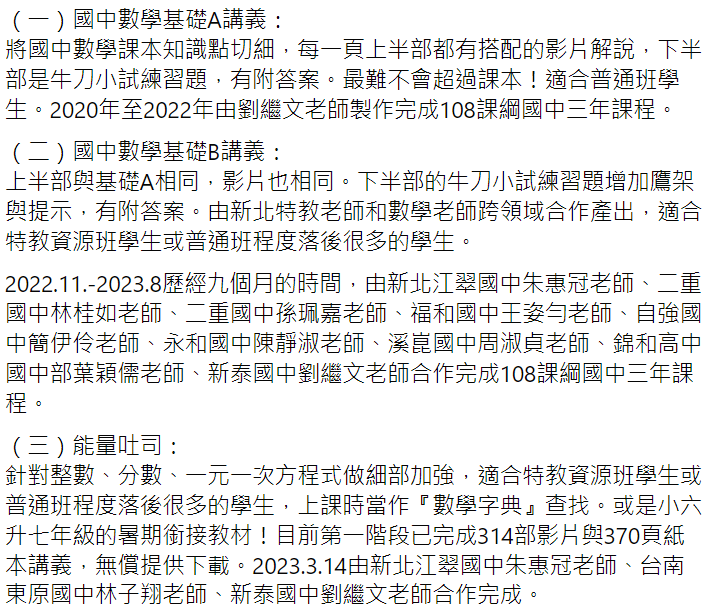 （一）國中數學基礎A講義：
將國中數學課本知識點切細，每一頁上半部都有搭配的影片解說，下半
部是牛刀小試練習題，有附答案。最難不會超過課本！適合普通班學
生。2020年至2022年由劉繼文老師製作完成108課綱國中三年課程。
（二）國中數學基礎B講義：
上半部與基礎A相同，影片也相同。下半部的牛刀小試練習題增加鷹架
與提示，有附答案。由新北特教老師和數學老師跨領域合作產出，適合
特教資源班學生或普通班程度落後很多的學生。
2022.11.-2023.8歷經九個月的時間，由新北江翠國中朱惠冠老師、二重
國中林桂如老師、二重國中孫珮嘉老師、福和國中王姿勻老師、自強國
中簡伊伶老師、永和國中陳靜淑老師、溪崑國中周淑貞老師、錦和高中
國中部葉穎儒老師、新泰國中劉繼文老師合作完成108課綱國中三年課
程。
（三）能量吐司：
針對整數、分數、一元一次方程式做細部加強，適合特教資源班學生或
普通班程度落後很多的學生，上課時當作『數學字典』查找。或是小六
升七年級的暑期銜接教材！目前第一階段已完成314部影片與370頁紙
本講義，無償提供下載。2023.3.14由新北江翠國中朱惠冠老師、台南
東原國中林子翔老師、新泰國中劉繼文老師合作完成。